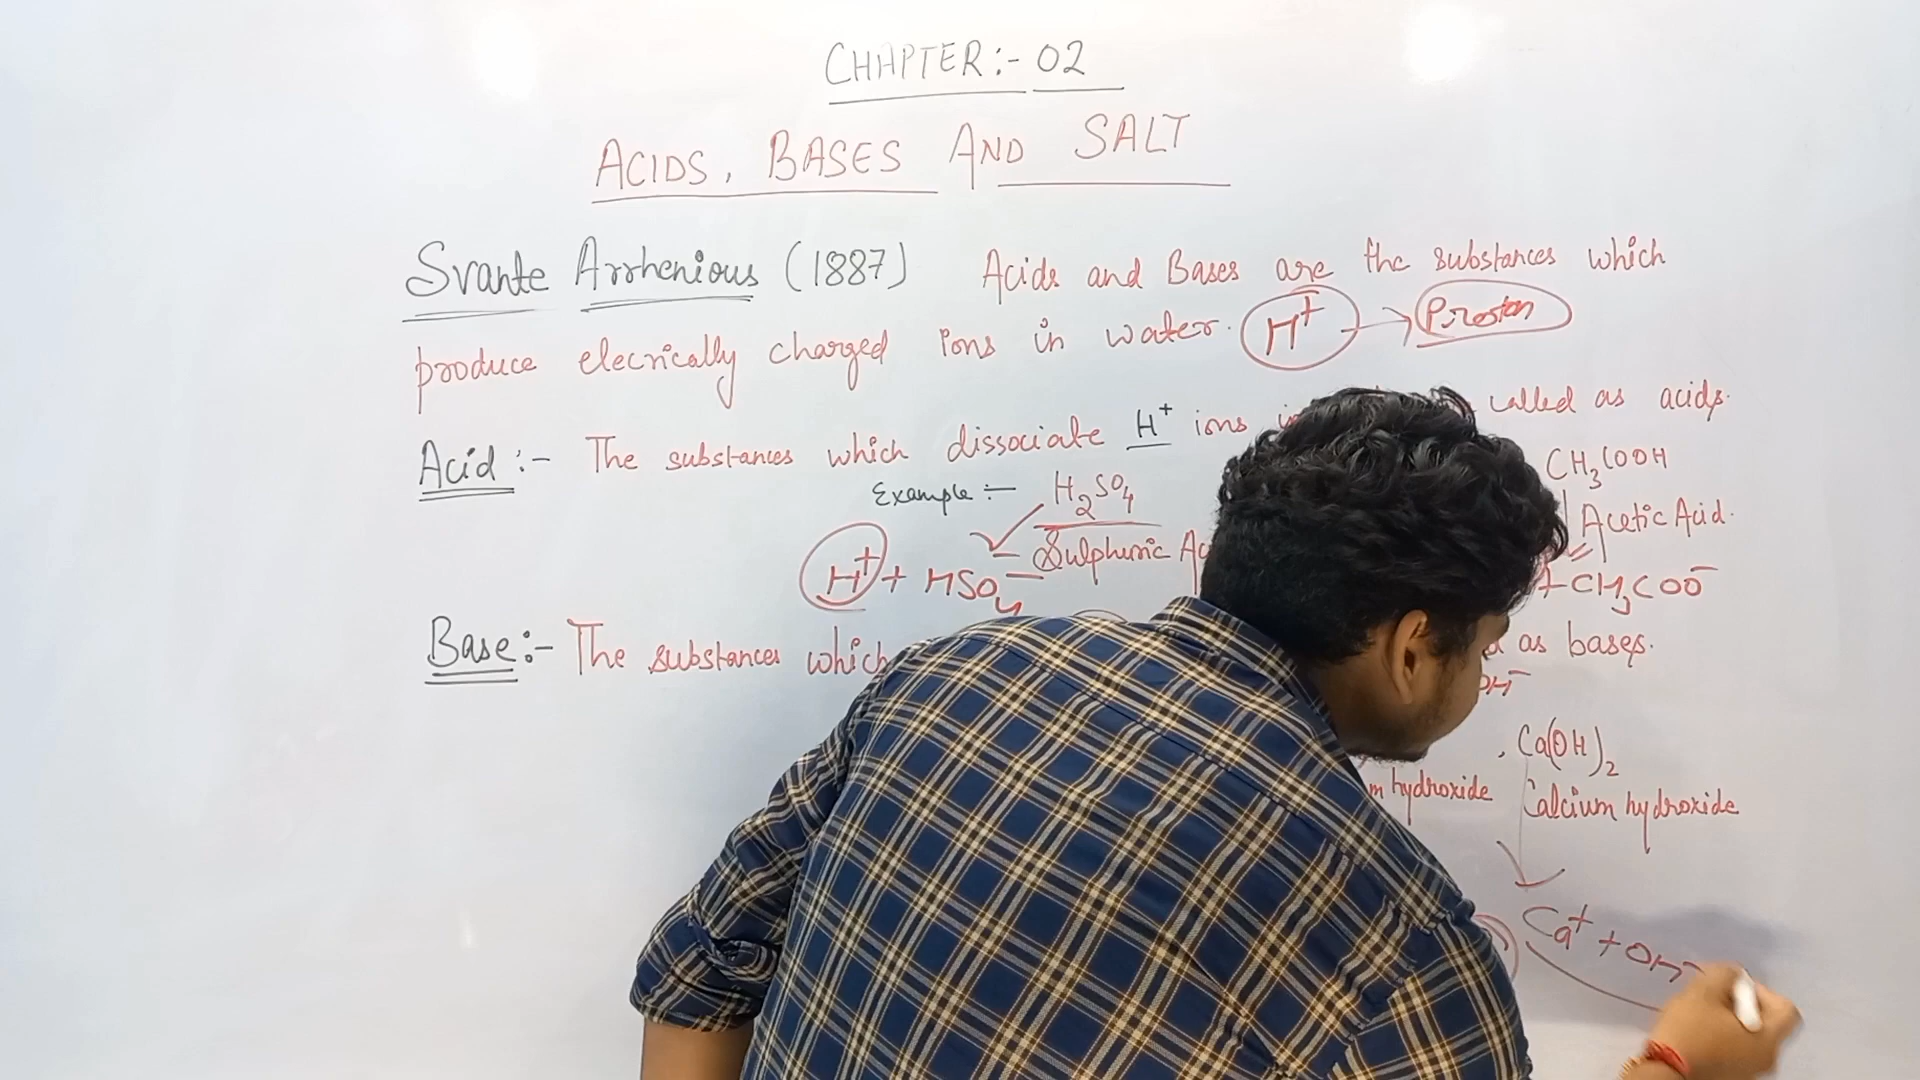 CHAPTER:- 02
ACIDS, BASES AND SALT
Svante Arrhenious (1887) Acids and Bases are the substances which
produce elecrically charged ions in water. H⁺ → Proton
Acid :- The substances which dissociate H⁺ ions called as acids.
Example :- H₂SO₄ CH₃COOH
Sulphuric Acetic Acid.
H⁺ + HSO₄⁻ + CH₃COO⁻
Base:- The substances which as bases.
OH⁻
, Ca(OH)₂
hydroxide Calcium hydroxide
Ca⁺ + OH⁻